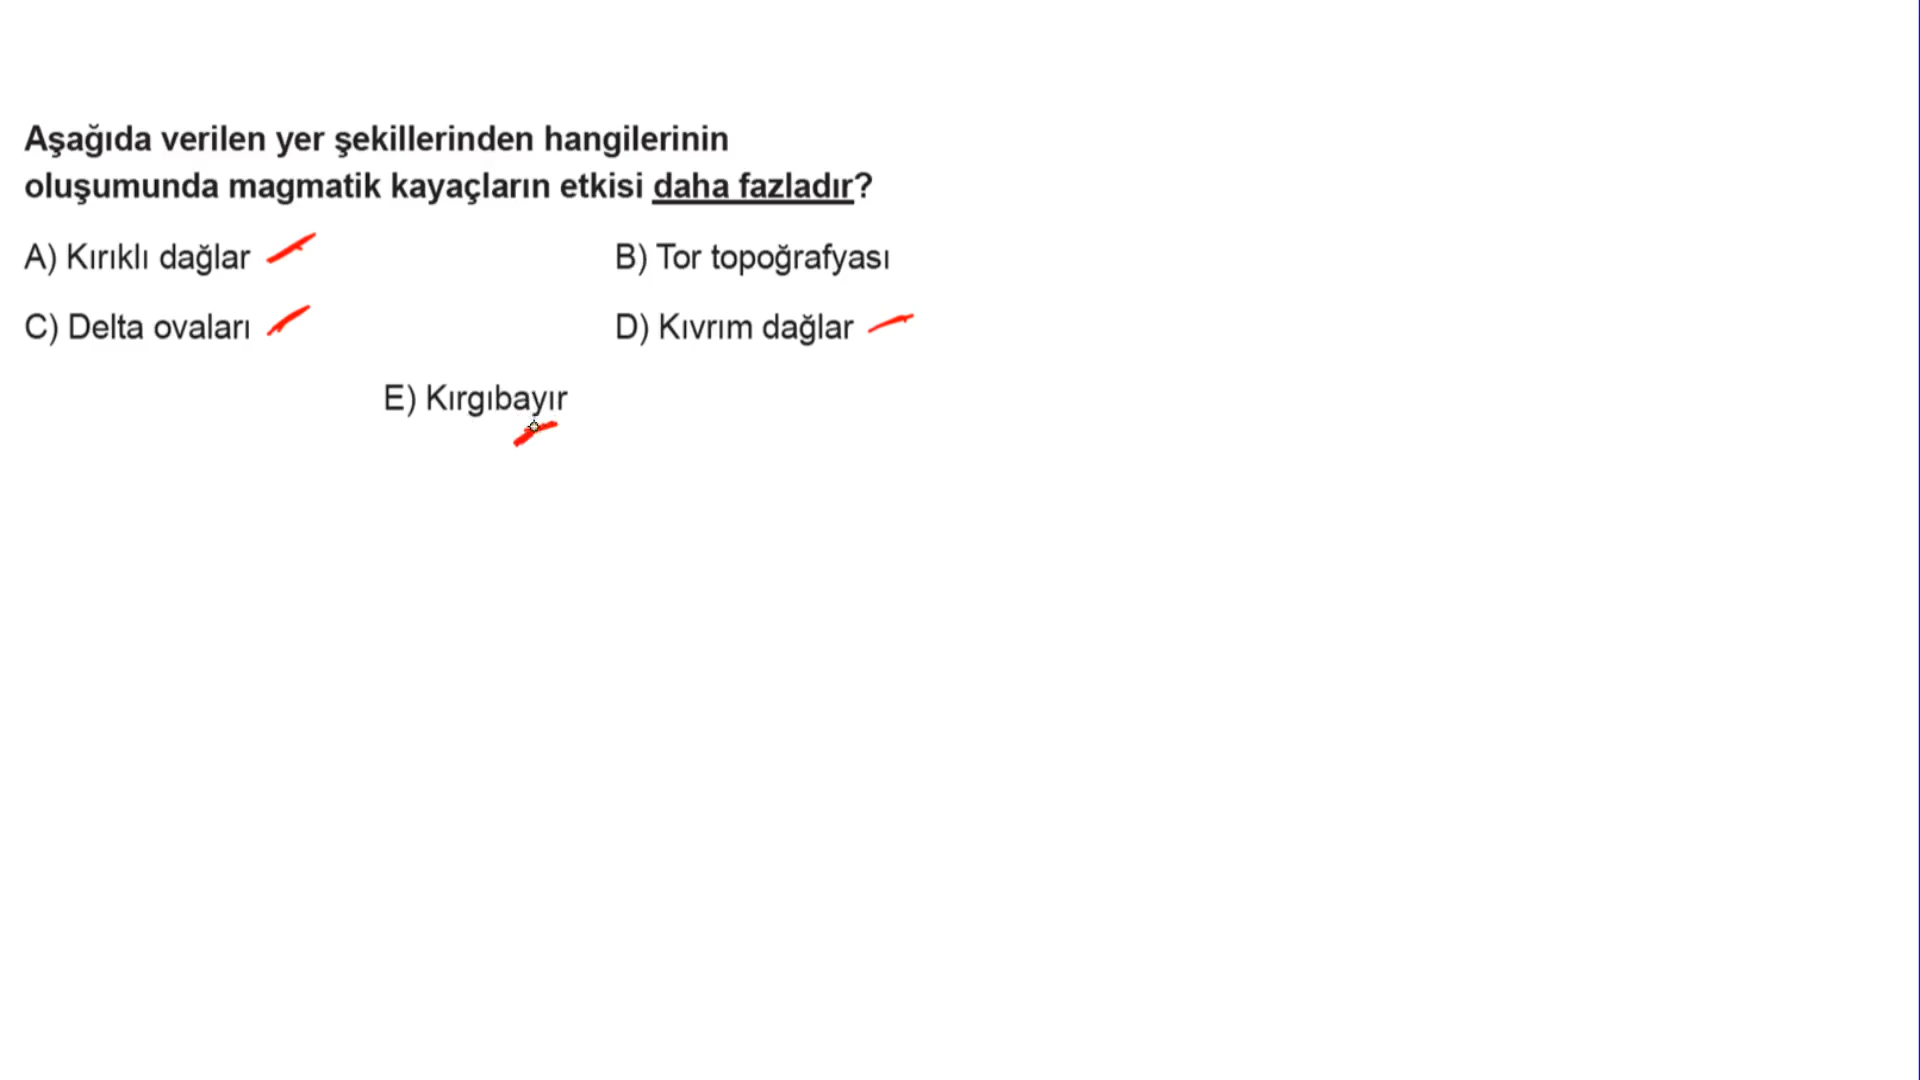 Aşağıda verilen yer şekillerinden hangilerinin
oluşumunda magmatik kayaçların etkisi daha fazladır?
A) Kırıklı dağlar B) Tor topoğrafyası
C) Delta ovaları D) Kıvrım dağlar
E) Kırgıbayır